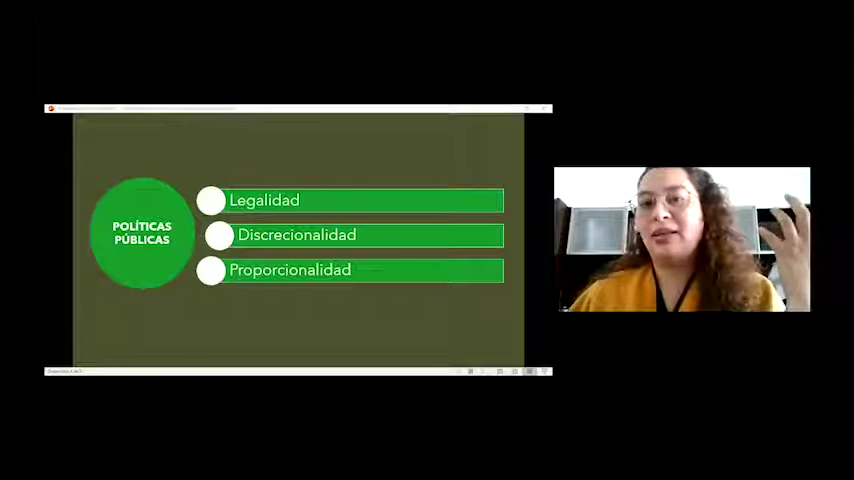 POLÍTICAS
PÚBLICAS
Legalidad
Discrecionalidad
Proporcionalidad